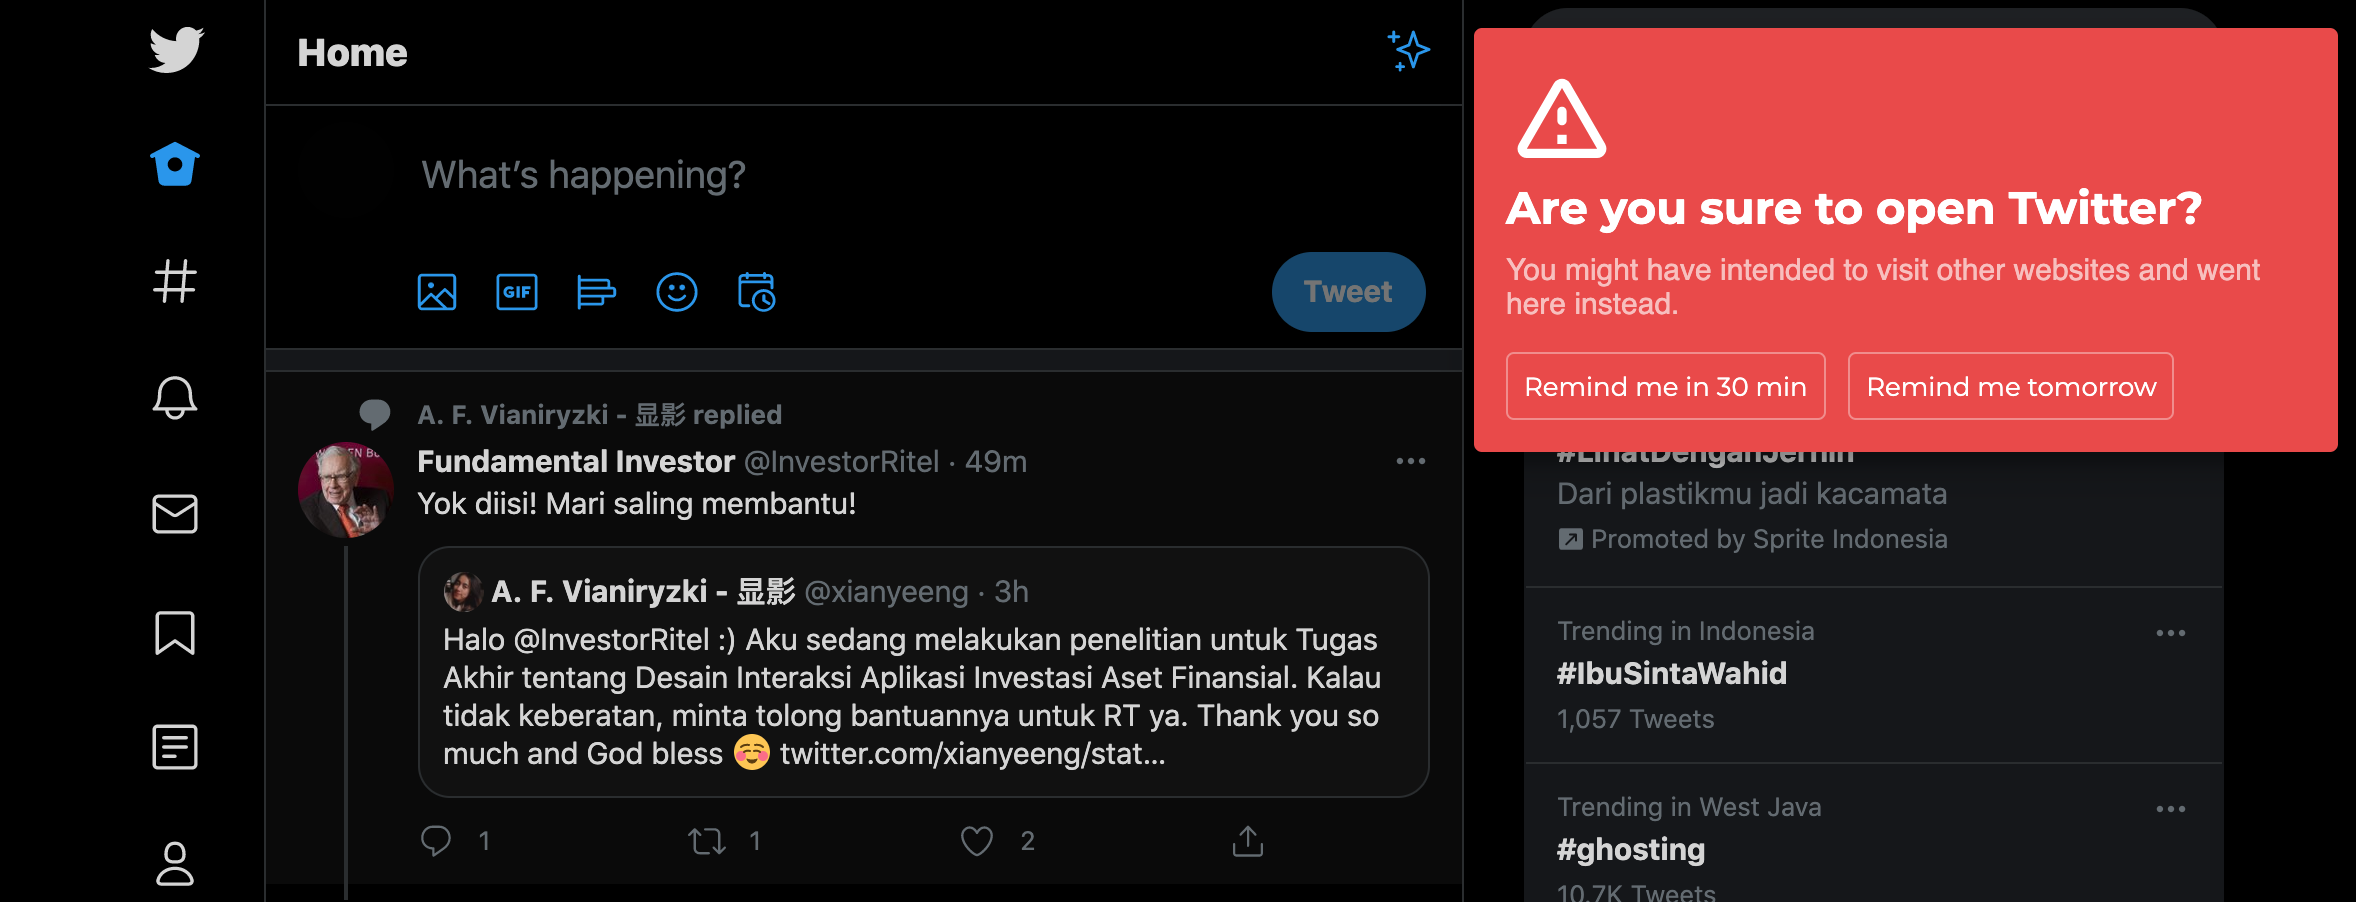 Home
What's happening?
GIF
Tweet
A. F. Vianiryzki - 显影 replied
Fundamental Investor @InvestorRitel · 49m
Yok diisi! Mari saling membantu!
A. F. Vianiryzki - 显影 @xianyeeng · 3h
Halo @InvestorRitel :) Aku sedang melakukan penelitian untuk Tugas
Akhir tentang Desain Interaksi Aplikasi Investasi Aset Finansial. Kalau
tidak keberatan, minta tolong bantuannya untuk RT ya. Thank you so
much and God bless ☺️ twitter.com/xianyeeng/stat...
1
1
2
Are you sure to open Twitter?
You might have intended to visit other websites and went
here instead.
Remind me in 30 min
Remind me tomorrow
#LihatDenganJernih
Dari plastikmu jadi kacamata
Promoted by Sprite Indonesia
Trending in Indonesia
#IbuSintaWahid
1,057 Tweets
Trending in West Java
#ghosting
10.7K Tweets